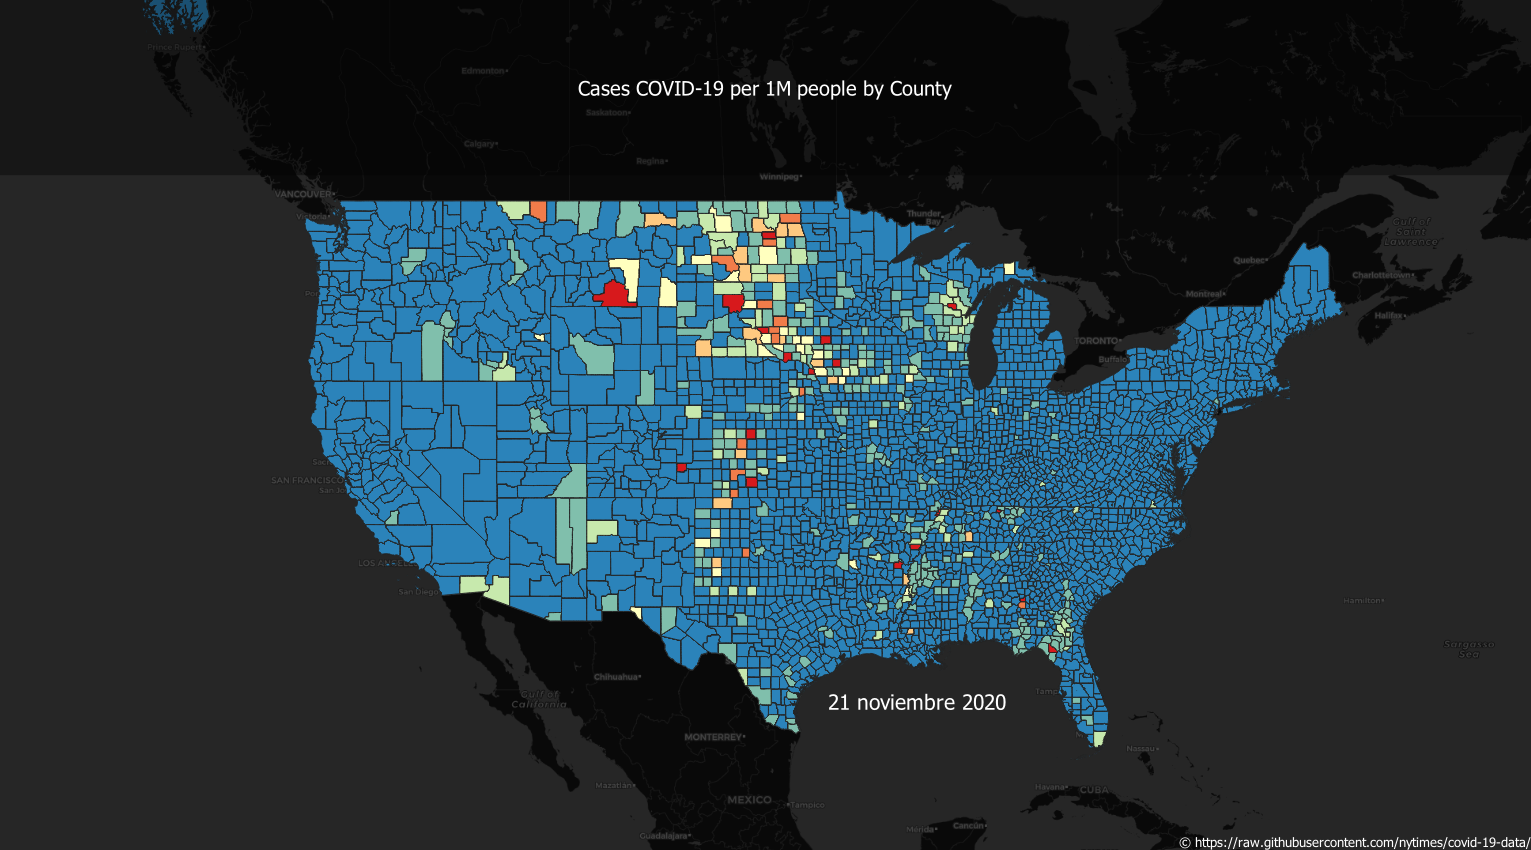 Prince Rupert
Edmonton
Cases COVID-19 per 1M people by County
Saskatoon
Calgary
Regina
Winnipeg
VANCOUVER
Victoria
Thunder
Bay
Gulf of
Saint
Lawrence
Quebec
Charlottetown
Montreal
Halifax
TORONTO
Buffalo
SAN FRANCISCO
San Jo
LOS ANGELES
San Diego
Hamilton
Sargasso
Sea
Chihuahua
Gulf of
California
Tamp
21 noviembre 2020
MONTERREY
Nassau
Mazatlan
Havana
CUBA
MEXICO
Tampico
Guadalajara
Mérida
Cancún
© https://raw.githubusercontent.com/nytimes/covid-19-data/